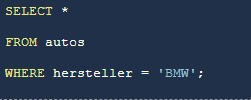 SELECT *
FROM autos
WHERE hersteller = 'BMW';